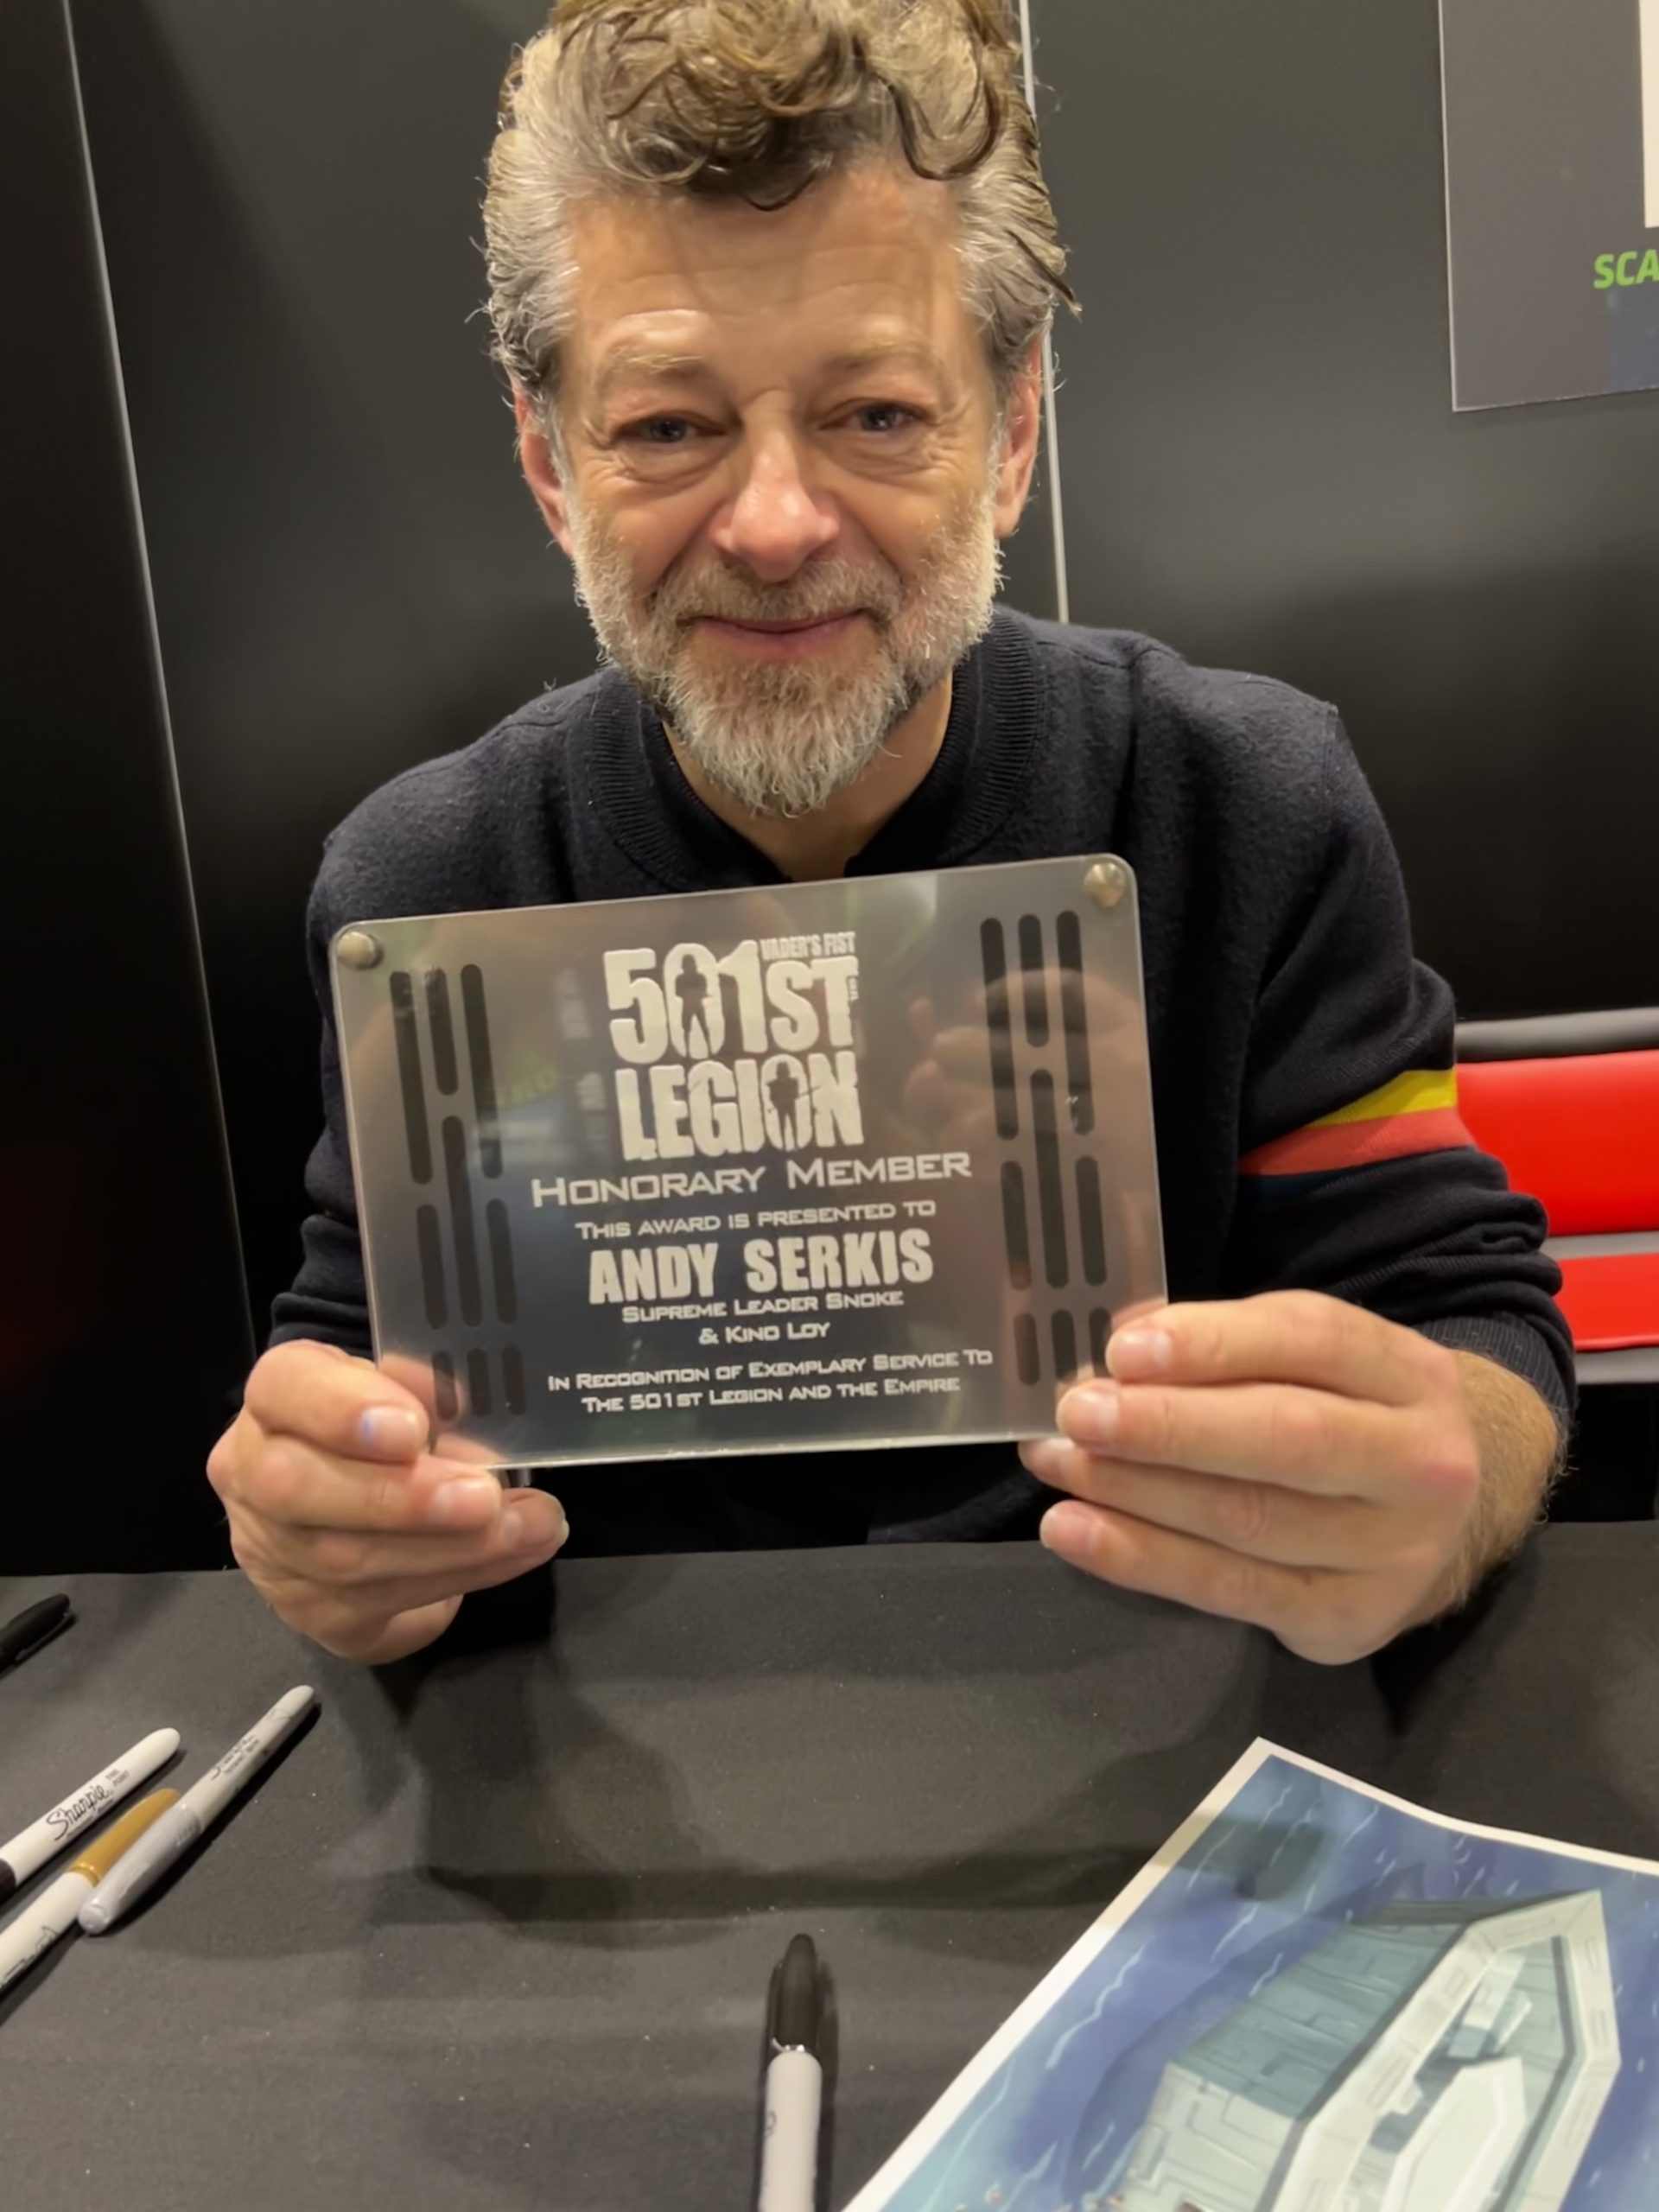 SCA
VADER'S FIST
501ST
LEGION
HONORARY MEMBER
THIS AWARD IS PRESENTED TO
ANDY SERKIS
SUPREME LEADER SNOKE
& KINO LOY
IN RECOGNITION OF EXEMPLARY SERVICE TO
THE 501ST LEGION AND THE EMPIRE
Sharpie